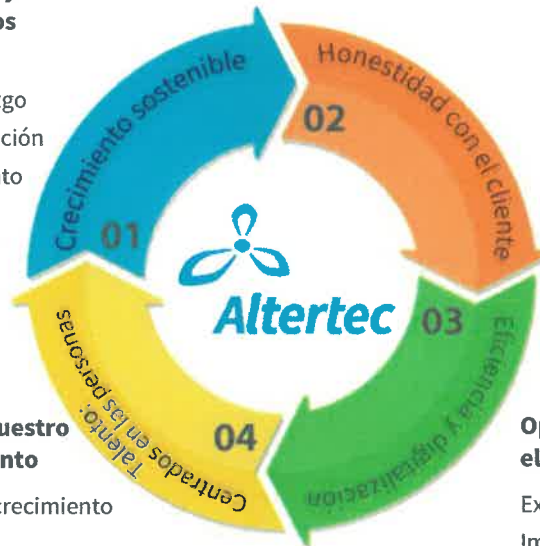 os
go
ción
to
Crecimiento sostenible
01
Honestidad con el cliente
02
Altertec
03
Eficiencia y digitalización
04
Talento:
Centrados en las personas
uestro
nto
crecimiento
Op
el
Ex
Im